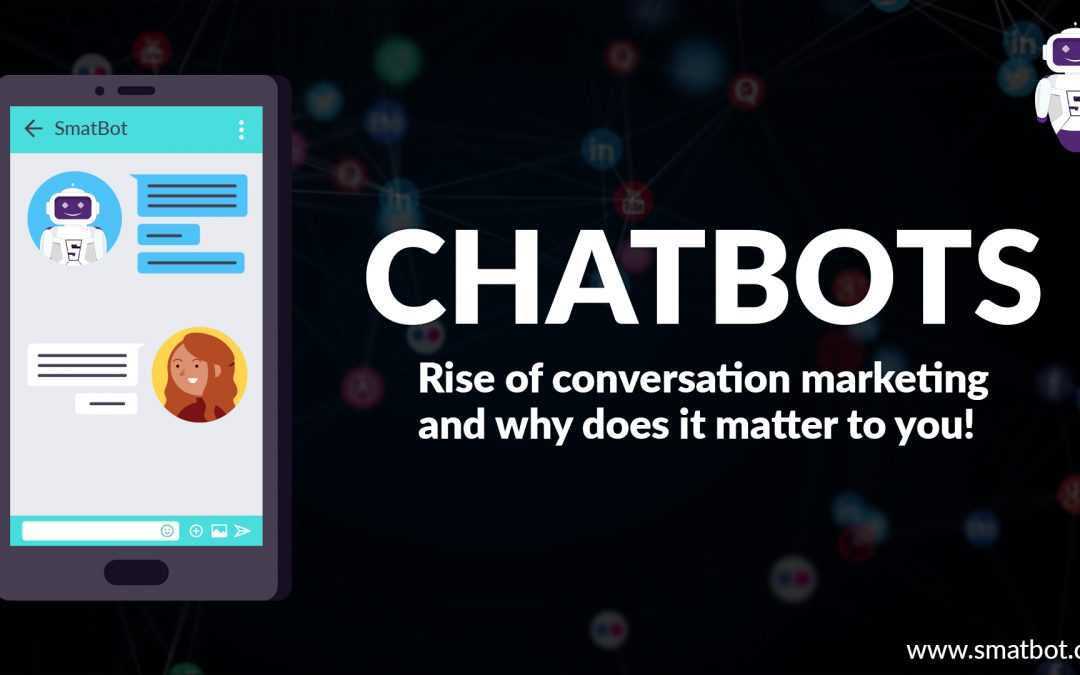 SmatBot
CHATBOTS
Rise of conversation marketing
and why does it matter to you!
www.smatbot.c